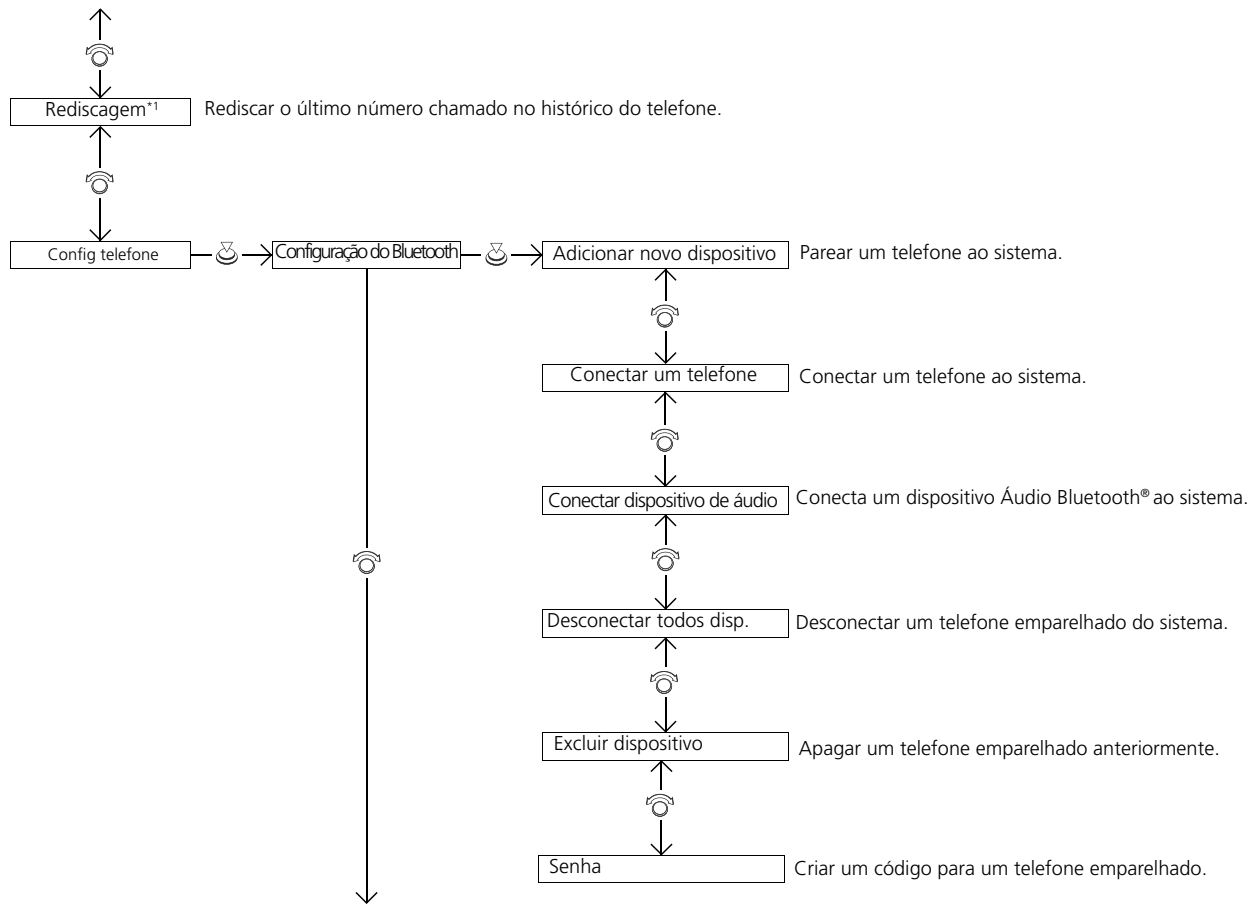 Rediscagem*1 Rediscar o último número chamado no histórico do telefone.
Config telefone Configuração do Bluetooth Adicionar novo dispositivo Parear um telefone ao sistema.
Conectar um telefone Conectar um telefone ao sistema.
Conectar dispositivo de áudio Conecta um dispositivo Áudio Bluetooth® ao sistema.
Desconectar todos disp. Desconectar um telefone emparelhado do sistema.
Excluir dispositivo Apagar um telefone emparelhado anteriormente.
Senha Criar um código para um telefone emparelhado.